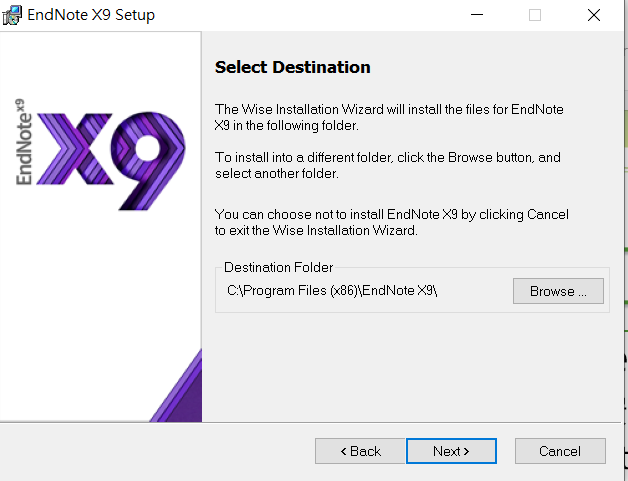 EndNote X9 Setup
Select Destination
EndNote X9
X9
The Wise Installation Wizard will install the files for EndNote
X9 in the following folder.
To install into a different folder, click the Browse button, and
select another folder.
You can choose not to install EndNote X9 by clicking Cancel
to exit the Wise Installation Wizard.
Destination Folder
C:\Program Files (x86)\EndNote X9\
Browse ...
< Back
Next >
Cancel